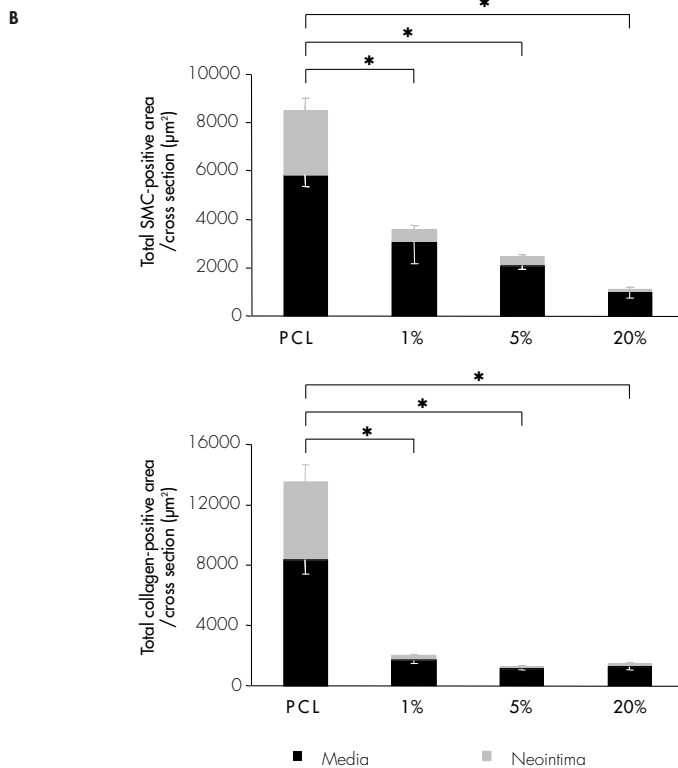 B
*
*
*
10000
8000
6000
4000
2000
0
Total SMC-positive area
/cross section (µm²)
PCL 1% 5% 20%
*
*
*
16000
12000
8000
4000
0
Total collagen-positive area
/cross section (µm²)
PCL 1% 5% 20%
Media Neointima